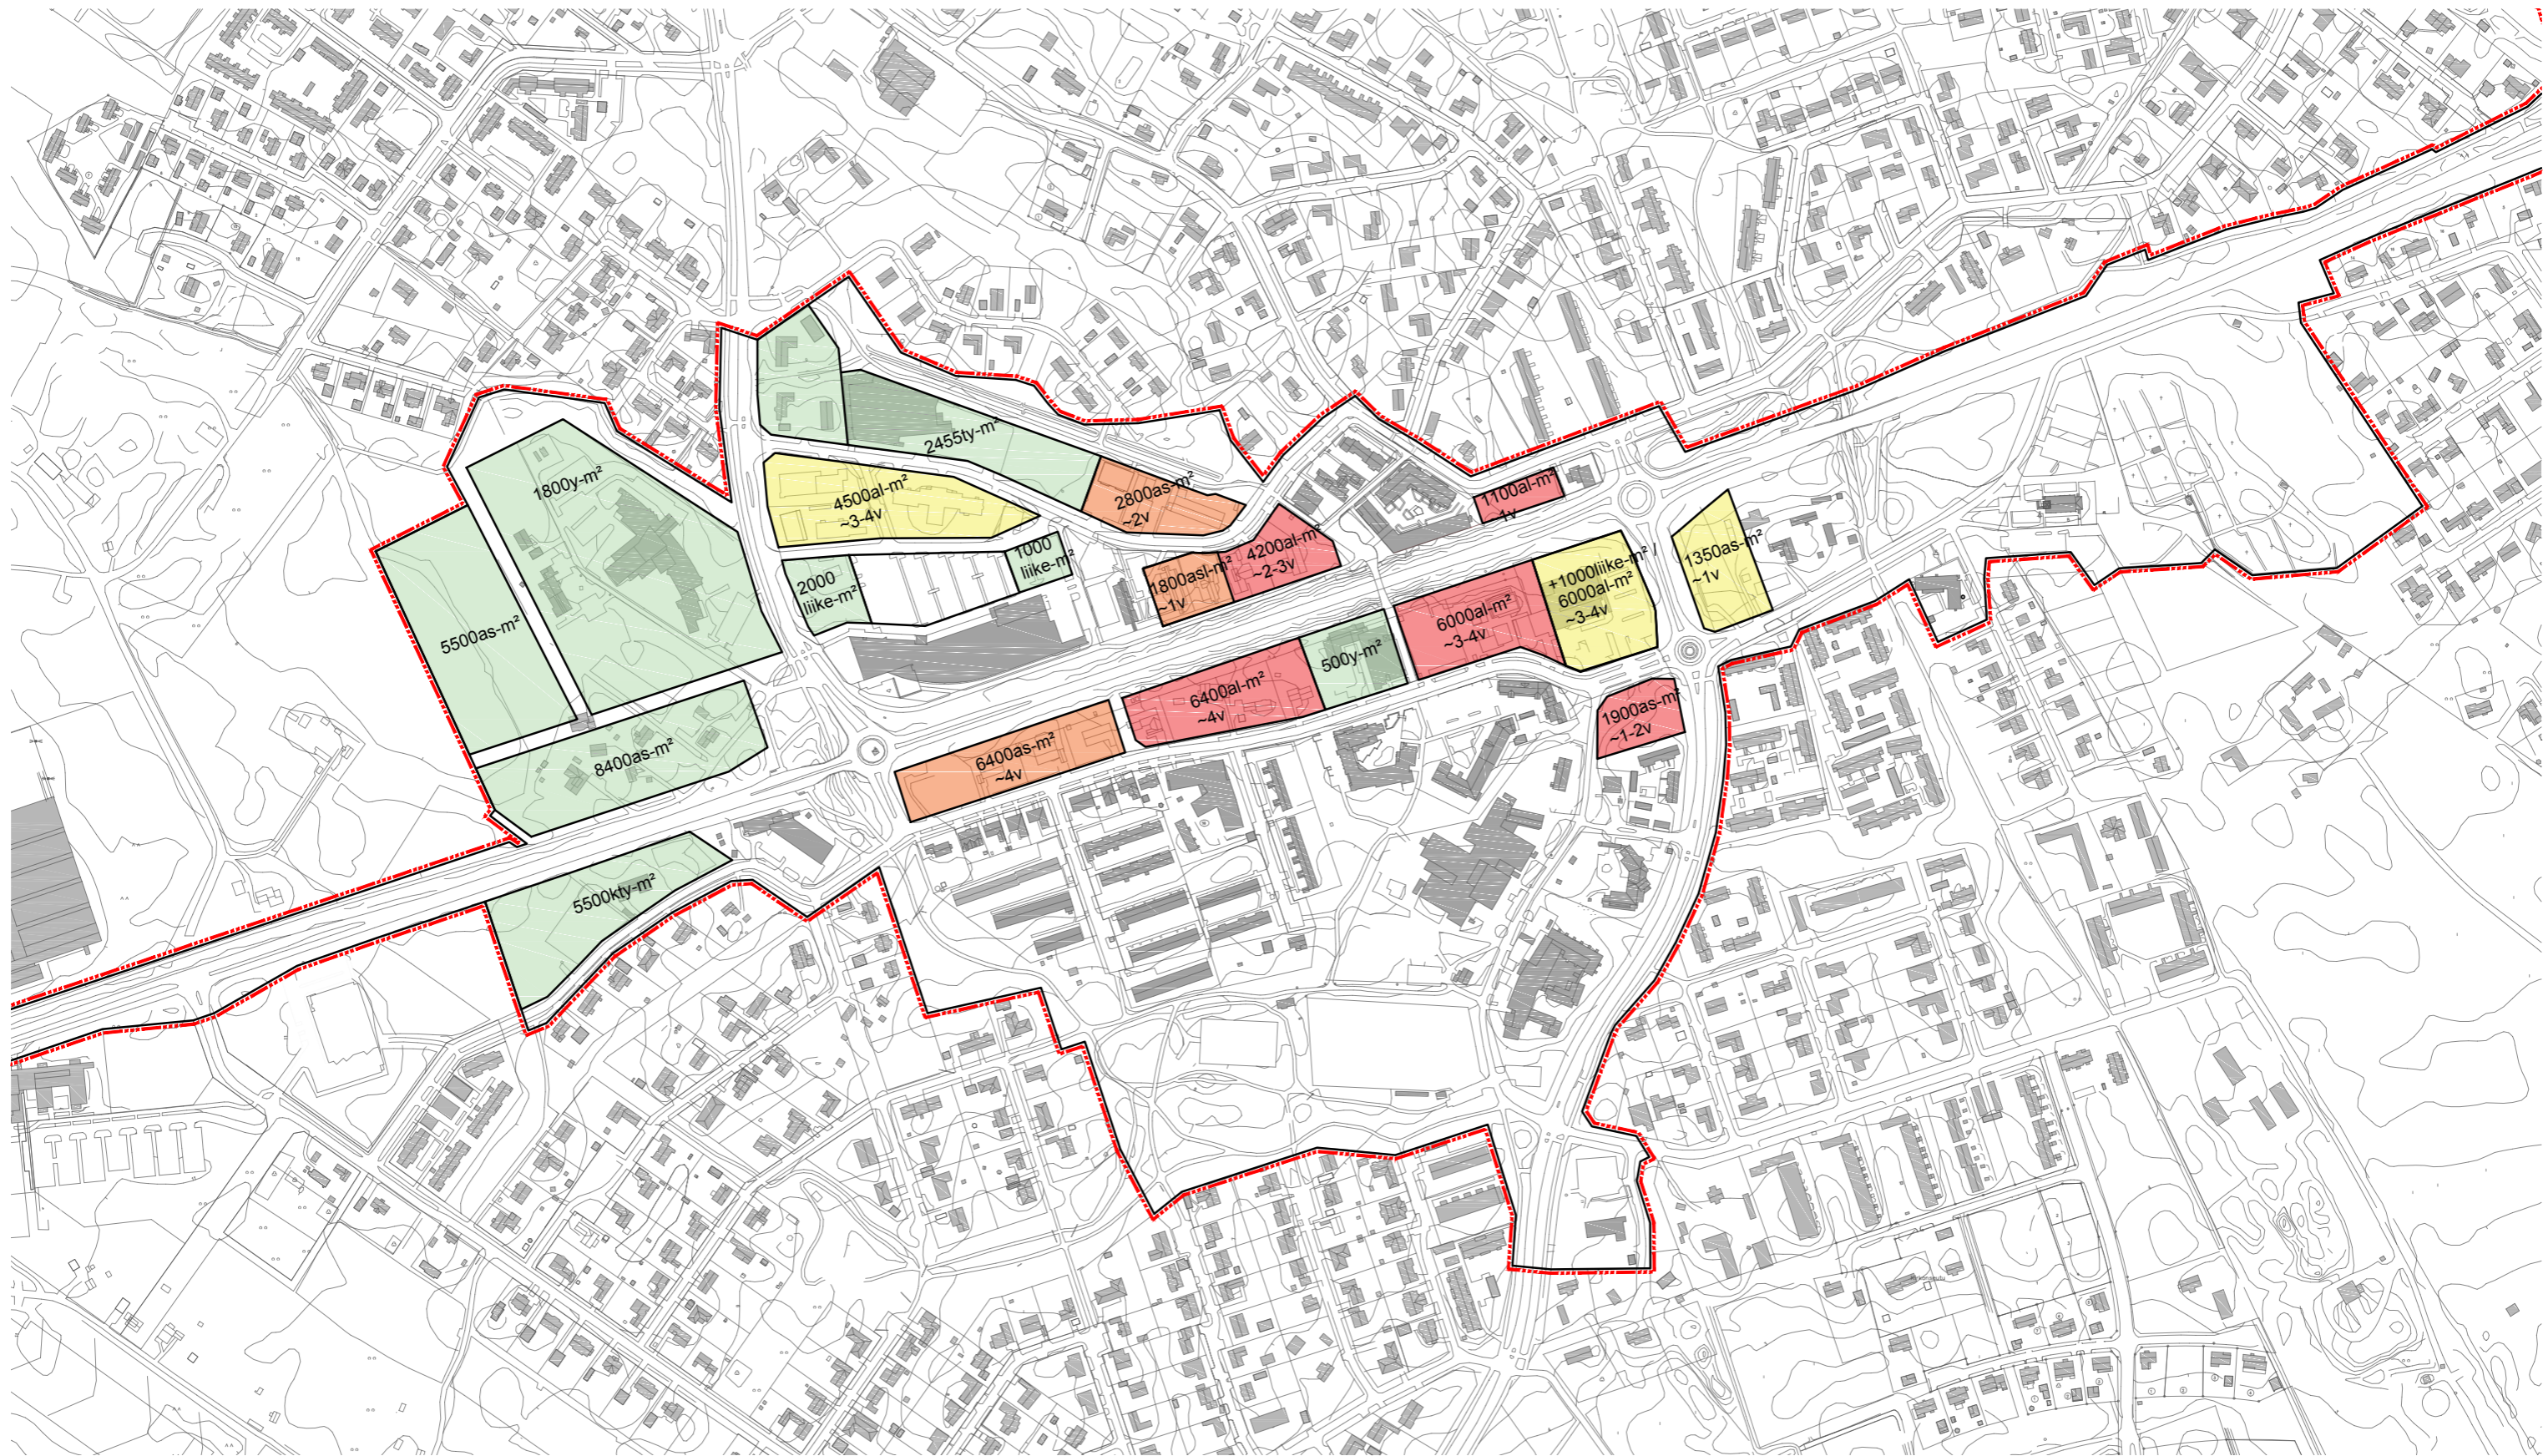 2455ty-m²
1800y-m²
4500al-m²
~3-4v
2800as-m²
~2v
1100al-m²
1v
4200al-m²
~2-3v
1000
liike-m²
1350as-m²
~1v
2000
liike-m²
1800asl-m²
~1v
+1000liike-m² /
6000al-m²
~3-4v
6000al-m²
~3-4v
5500as-m²
500y-m²
6400al-m²
~4v
1900as-m²
~1-2v
8400as-m²
6400as-m²
~4v
5500kty-m²